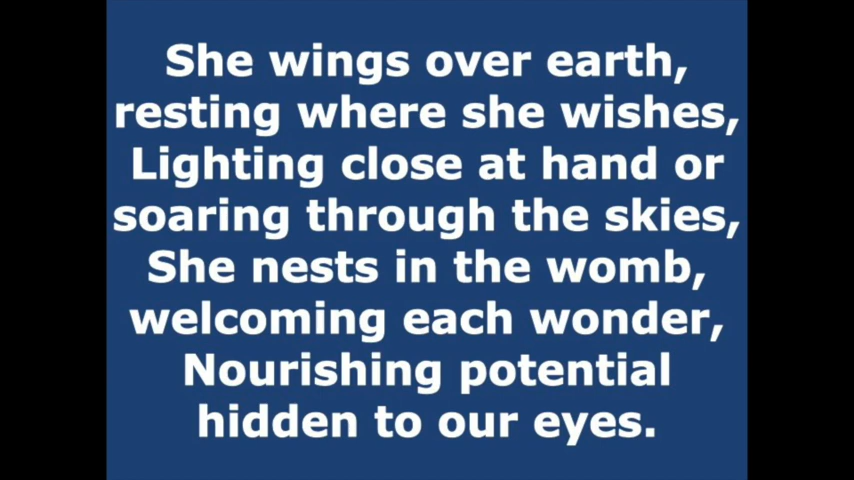 She wings over earth,
resting where she wishes,
Lighting close at hand or
soaring through the skies,
She nests in the womb,
welcoming each wonder,
Nourishing potential
hidden to our eyes.